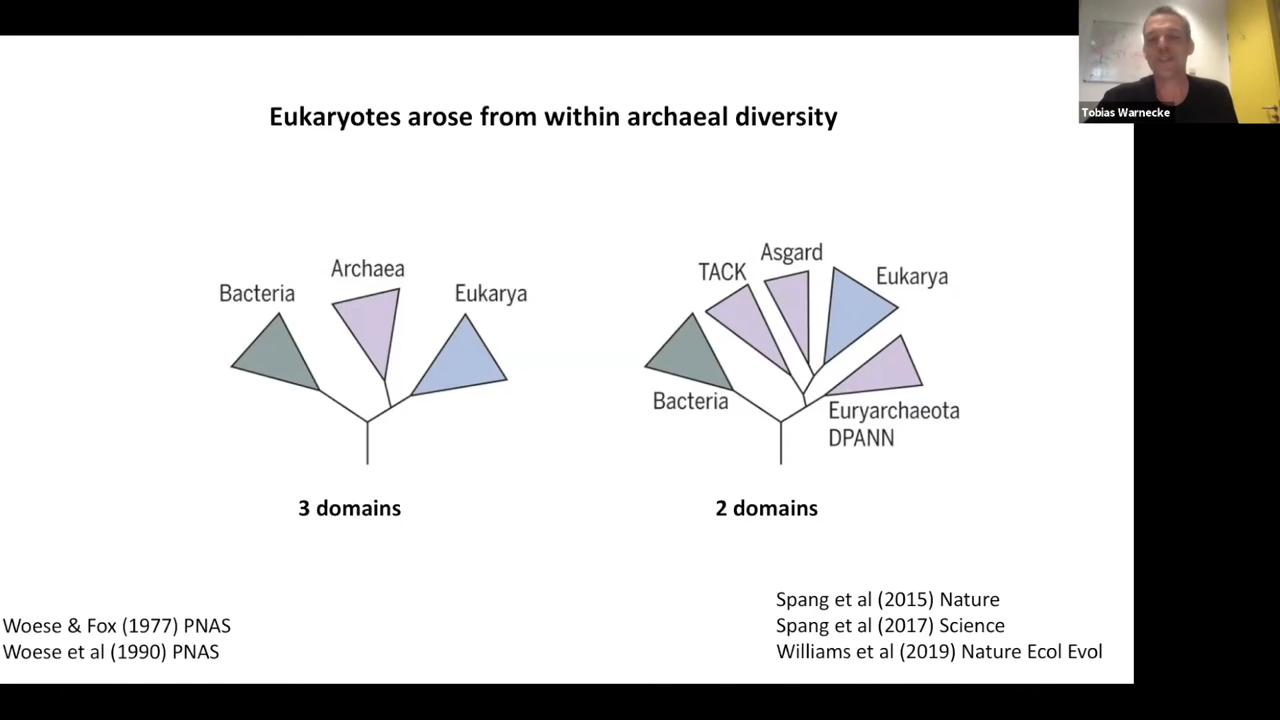 Tobias Warnecke
Eukaryotes arose from within archaeal diversity
Bacteria
Archaea
Eukarya
3 domains
TACK
Asgard
Eukarya
Bacteria
Euryarchaeota
DPANN
2 domains
Woese & Fox (1977) PNAS
Woese et al (1990) PNAS
Spang et al (2015) Nature
Spang et al (2017) Science
Williams et al (2019) Nature Ecol Evol